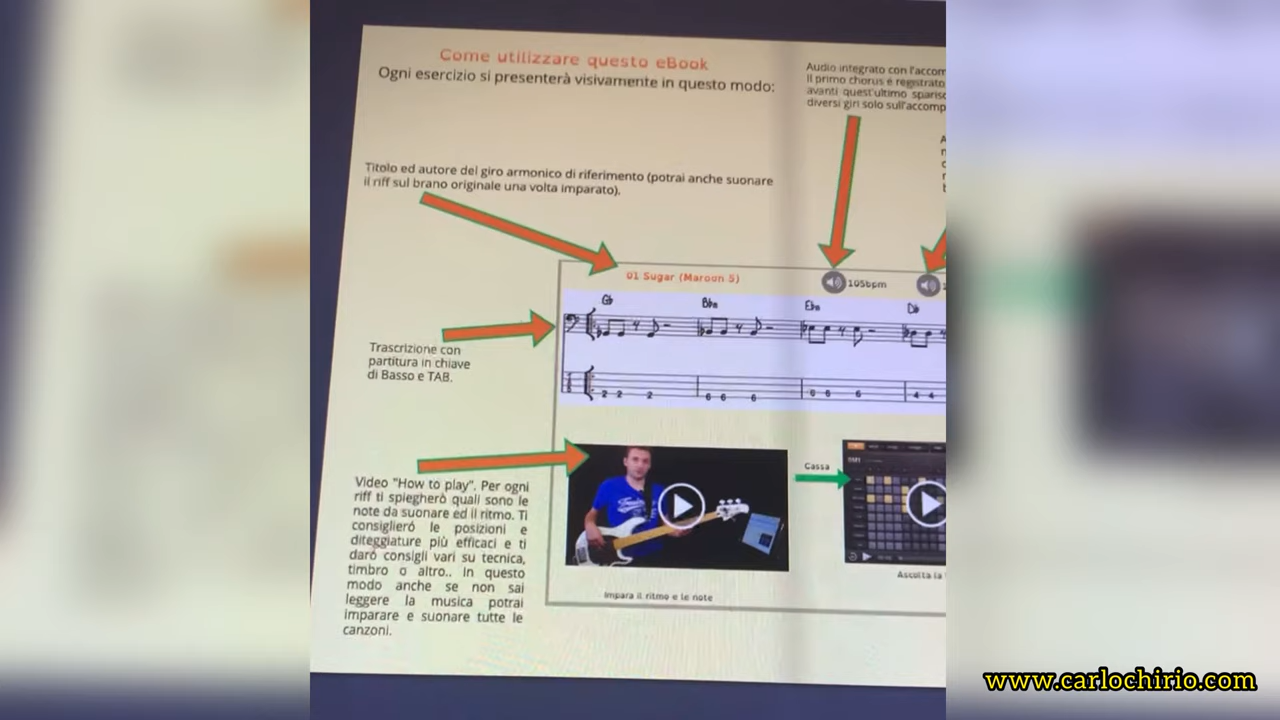 Come utilizzare questo eBook
Ogni esercizio si presenterà visivamente in questo modo:
Audio integrato con l'accom
Il primo chorus è registrato
avanti quest'ultimo sparisc
diversi giri solo sull'accomp
Titolo ed autore del giro armonico di riferimento (potrai anche suonare
il riff sul brano originale una volta imparato).
01 Sugar (Maroon 5)
105bpm
Gb Bbm Ebm Db
Trascrizione con
partitura in chiave
di Basso e TAB.
2 2 2 6 6 6 6 6 6 4 4
Video "How to play". Per ogni
riff ti spiegherò quali sono le
note da suonare ed il ritmo. Ti
consiglierò le posizioni e
diteggiature più efficaci e ti
darò consigli vari su tecnica,
timbro o altro.. In questo
modo anche se non sai
leggere la musica potrai
imparare e suonare tutte le
canzoni.
Cassa
Impara il ritmo e le note
Ascolta la
www.carlochirio.com